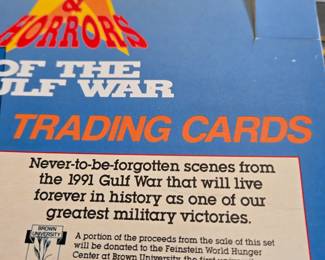 & HORRORS
OF THE
ULF WAR
TRADING CARDS
Never-to-be-forgotten scenes from
the 1991 Gulf War that will live
forever in history as one of our
greatest military victories.
BROWN
UNIVERSITY
A portion of the proceeds from the sale of this set
will be donated to the Feinstein World Hunger
Center at Brown University, the first